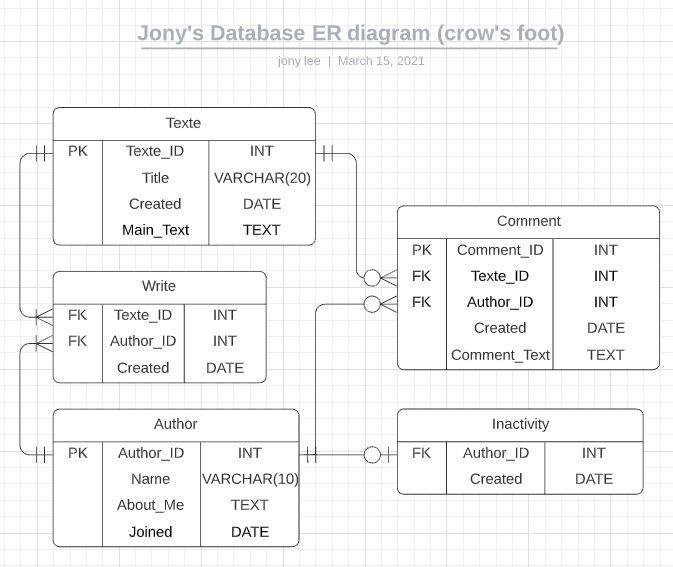 Jony's Database ER diagram (crow's foot)
jony lee | March 15, 2021
Texte
PK Texte_ID INT
Title VARCHAR(20)
Created DATE
Main_Text TEXT
Comment
PK Comment_ID INT
FK Texte_ID INT
FK Author_ID INT
Created DATE
Comment_Text TEXT
Write
FK Texte_ID INT
FK Author_ID INT
Created DATE
Author
PK Author_ID INT
Name VARCHAR(10)
About_Me TEXT
Joined DATE
Inactivity
FK Author_ID INT
Created DATE